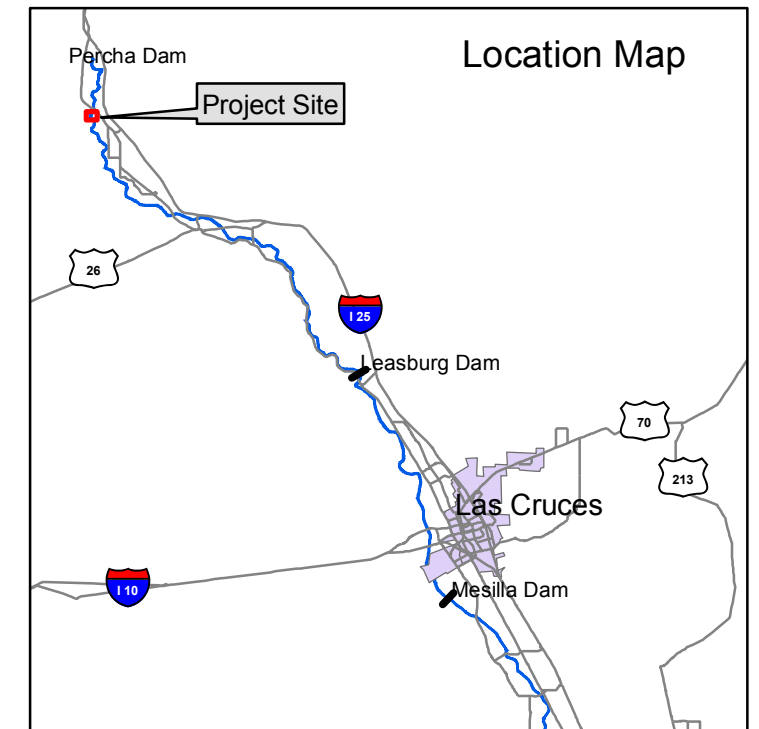 Location Map
Percha Dam
Project Site
26
I 25
Leasburg Dam
70
213
Las Cruces
I 10
Mesilla Dam